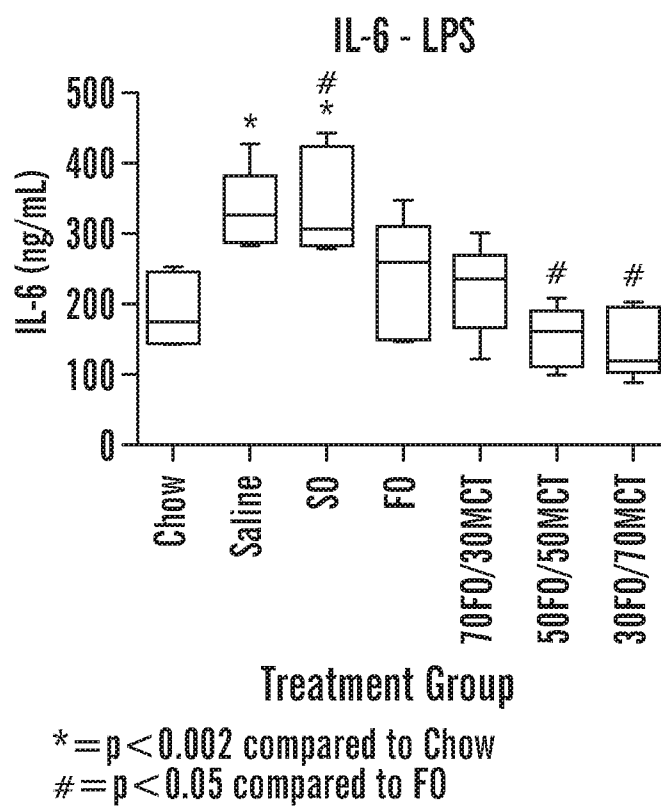 IL-6 - LPS
#
*
*
500
400
300
200
100
0
IL-6 (ng/mL)
#
#
Chow
Saline
SO
FO
70FO/30MCT
50FO/50MCT
30FO/70MCT
Treatment Group
*=p<0.002 compared to Chow
#=p<0.05 compared to FO